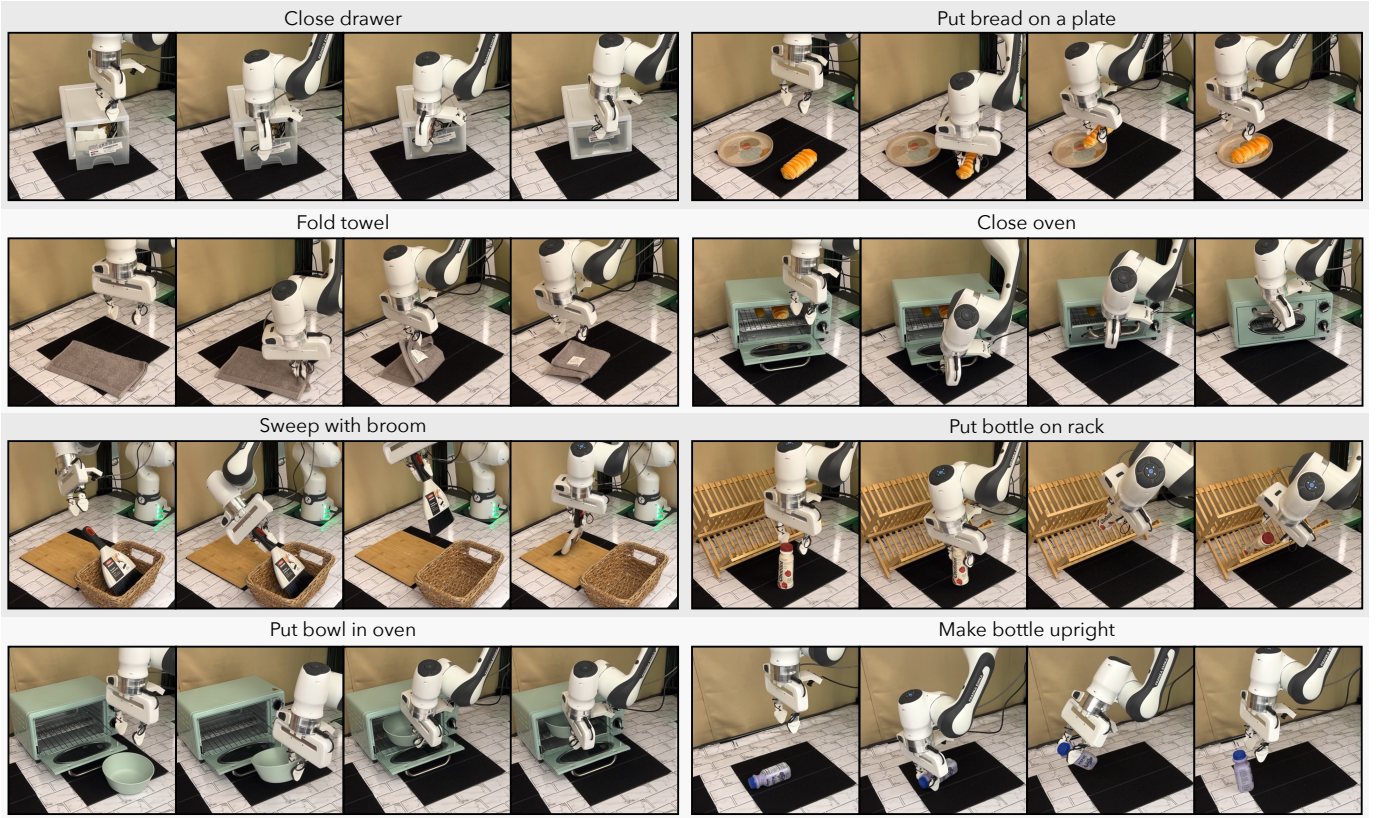 Close drawer
Put bread on a plate
Fold towel
Close oven
Sweep with broom
Put bottle on rack
Put bowl in oven
Make bottle upright